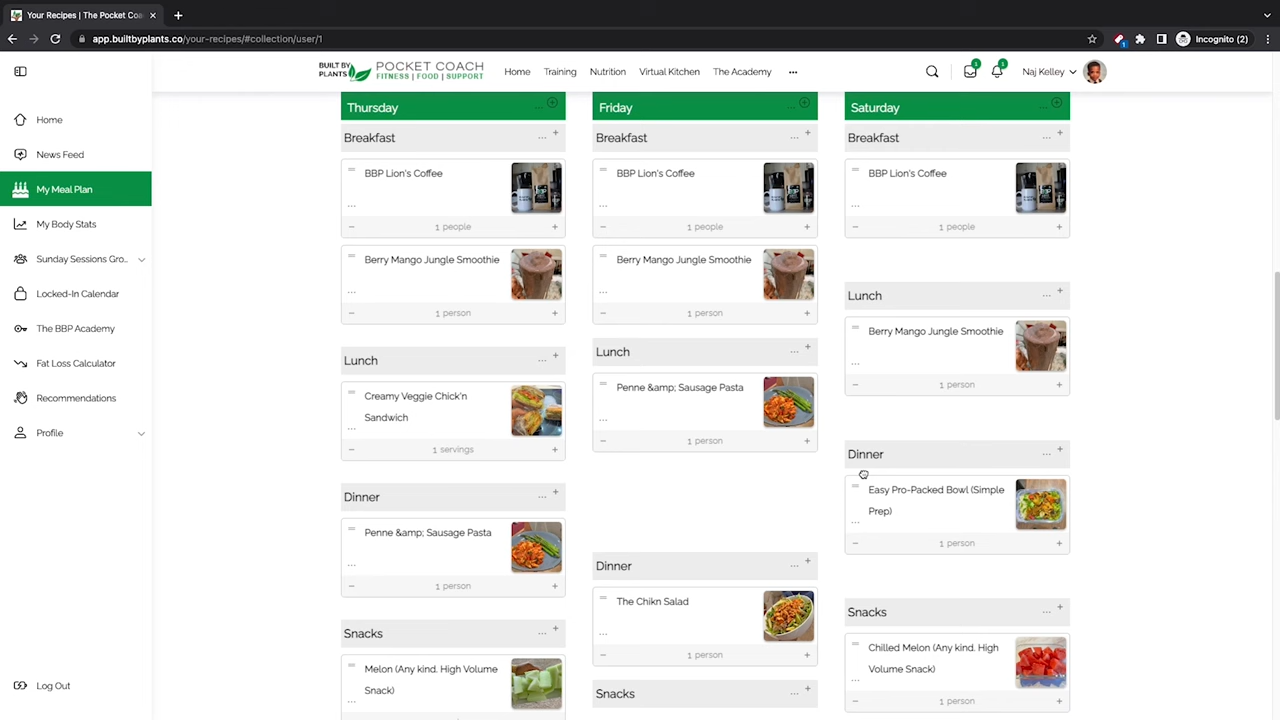 Your Recipes | The Pocket Coa
app.builtbyplants.co/your-recipes/#collection/user/1
Incognito (2)
BUILT BY
PLANTS
POCKET COACH
FITNESS | FOOD | SUPPORT
Home
Training
Nutrition
Virtual Kitchen
The Academy
...
1
1
Naj Kelley
Home
News Feed
My Meal Plan
My Body Stats
Sunday Sessions Gro..
Locked-In Calendar
The BBP Academy
Fat Loss Calculator
Recommendations
Profile
Log Out
Thursday
Breakfast
BBP Lion's Coffee
1 people
Berry Mango Jungle Smoothie
1 person
Lunch
Creamy Veggie Chick'n
Sandwich
1 servings
Dinner
Penne &amp; Sausage Pasta
1 person
Snacks
Melon (Any kind. High Volume
Snack)
Friday
Breakfast
BBP Lion's Coffee
1 people
Berry Mango Jungle Smoothie
1 person
Lunch
Penne &amp; Sausage Pasta
1 person
Dinner
The Chikn Salad
1 person
Snacks
Saturday
Breakfast
BBP Lion's Coffee
1 people
Lunch
Berry Mango Jungle Smoothie
1 person
Dinner
Easy Pro-Packed Bowl (Simple
Prep)
1 person
Snacks
Chilled Melon (Any kind. High
Volume Snack)
1 person